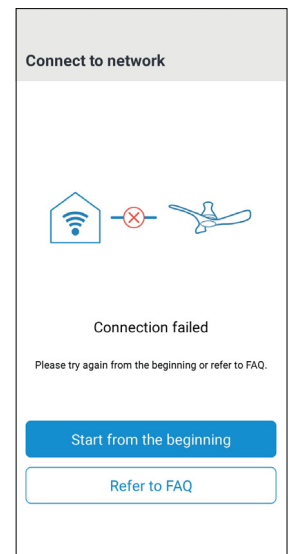 Connect to network
Connection failed
Please try again from the beginning or refer to FAQ.
Start from the beginning
Refer to FAQ